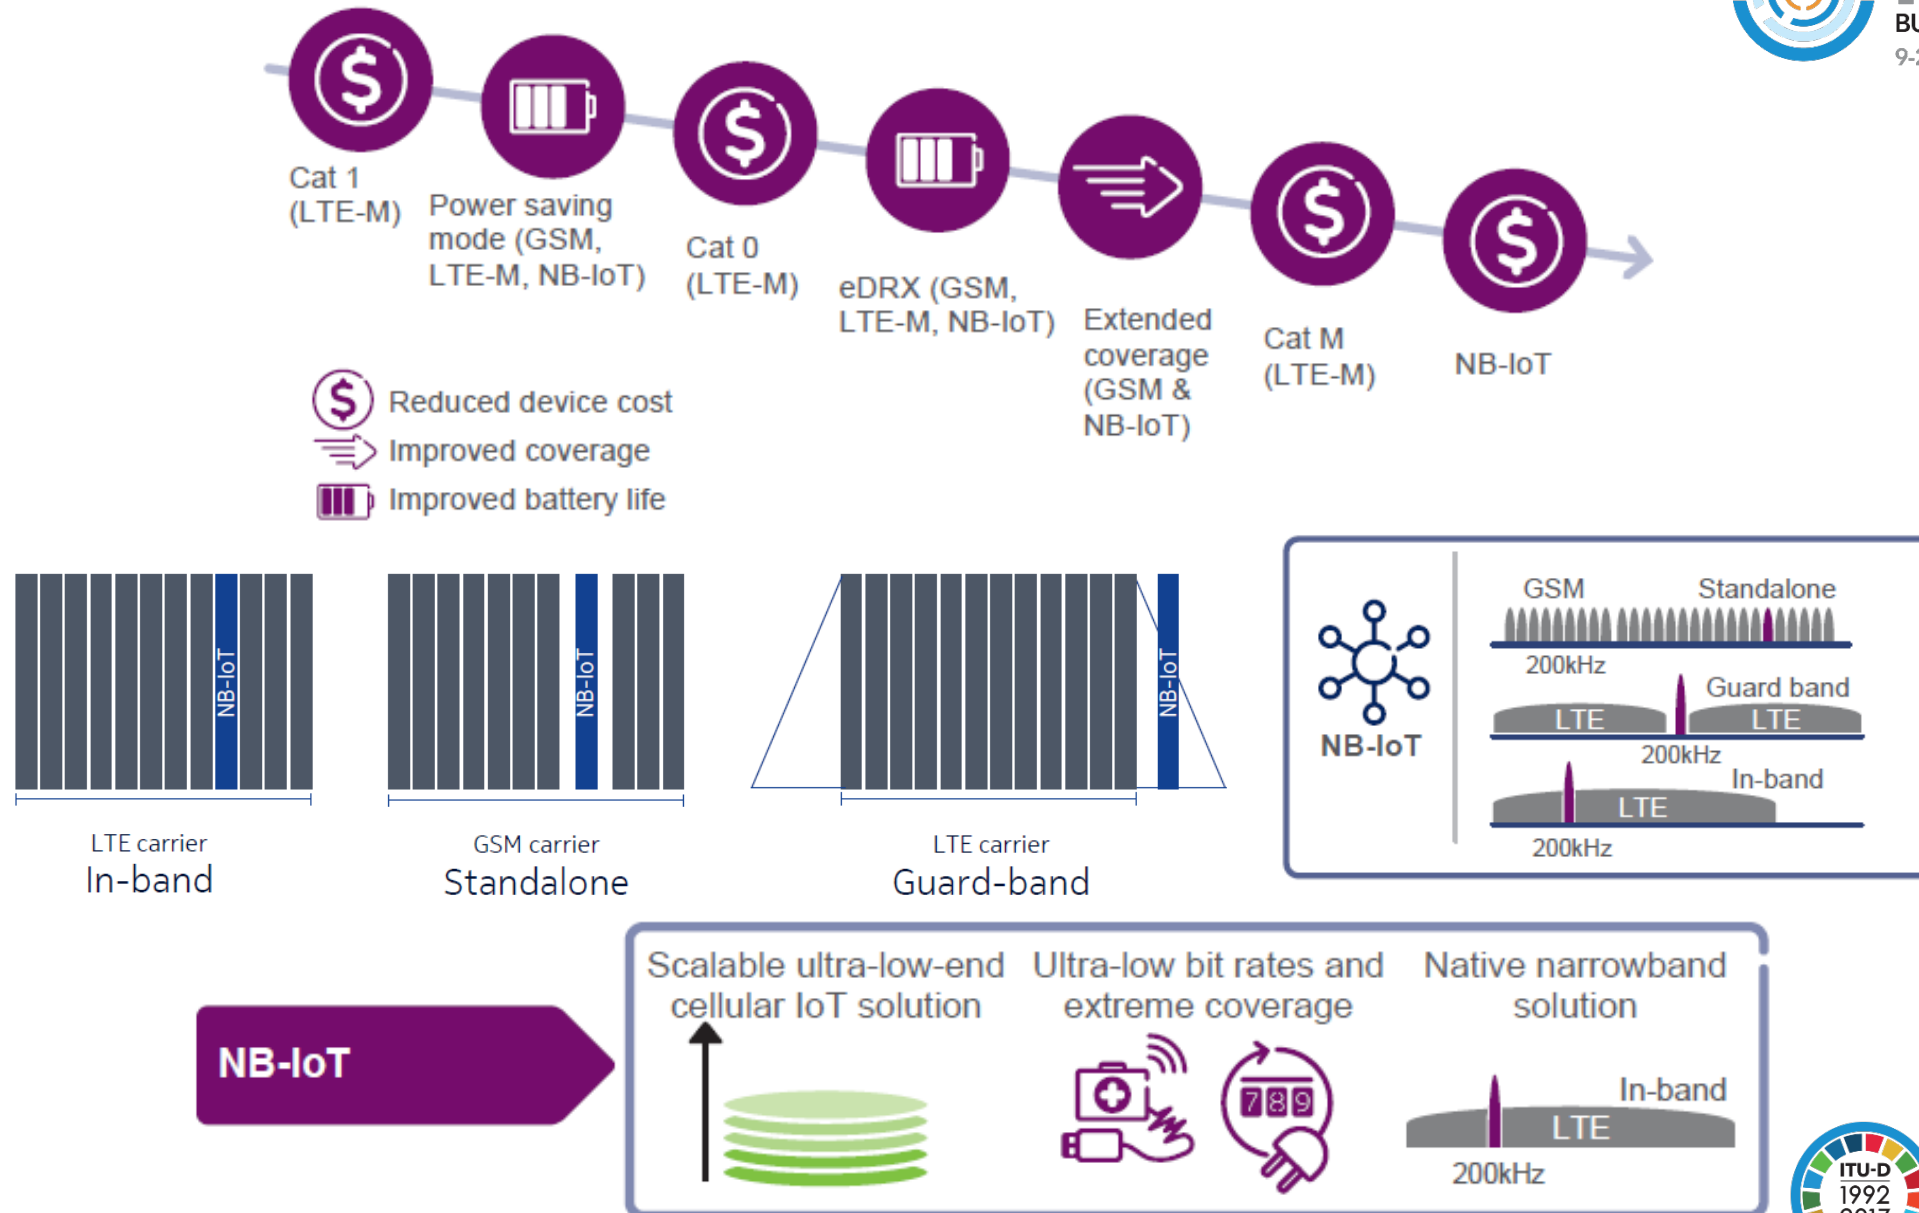 BU
9-2
Cat 1
(LTE-M)
Power saving
mode (GSM,
LTE-M, NB-IoT)
Cat 0
(LTE-M)
eDRX (GSM,
LTE-M, NB-IoT)
Extended
coverage
(GSM &
NB-IoT)
Cat M
(LTE-M)
NB-IoT
Reduced device cost
Improved coverage
Improved battery life
NB-IoT
LTE carrier
In-band
NB-IoT
GSM carrier
Standalone
NB-IoT
LTE carrier
Guard-band
NB-IoT
GSM
Standalone
200kHz
Guard band
LTE
LTE
200kHz
In-band
LTE
200kHz
NB-IoT
Scalable ultra-low-end
cellular IoT solution
Ultra-low bit rates and
extreme coverage
789
Native narrowband
solution
In-band
LTE
200kHz
ITU-D
1992
2017